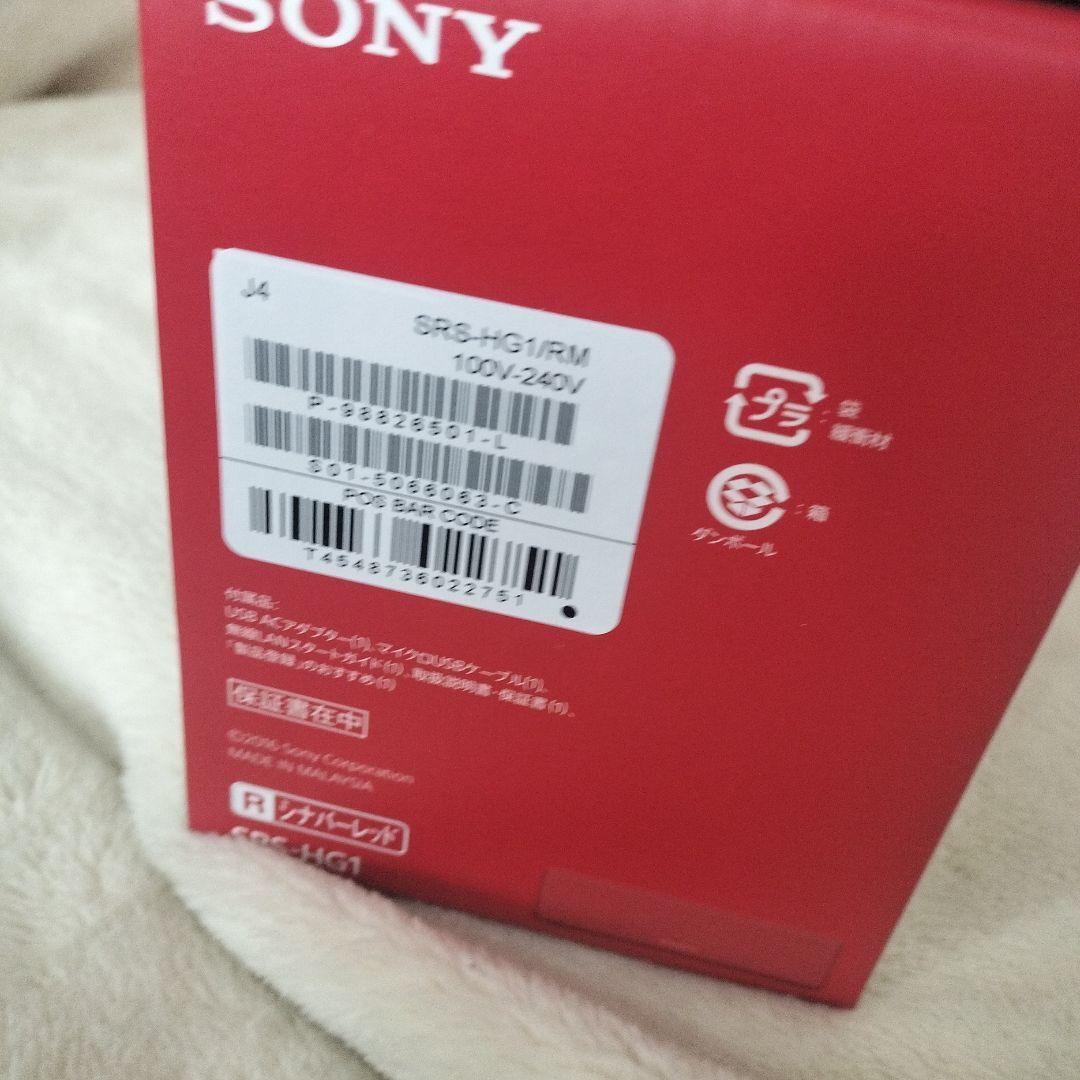 SONY
J4
SRS-HG1/RM
100V-240V
P-98826501-L
S01-5066063-C
POS BAR CODE
T4548736022751
プラ
: 袋
緩衝材
: 箱
ダンボール
付属品:
USB ACアダプター(1)、マイクロUSBケーブル(1)、
無線LANスタートガイド(1)、取扱説明書・保証書(1)、
「製品登録」のおすすめ(1)
保証書在中
©2016 Sony Corporation
MADE IN MALAYSIA
R シナバーレッド
SRS-HG1